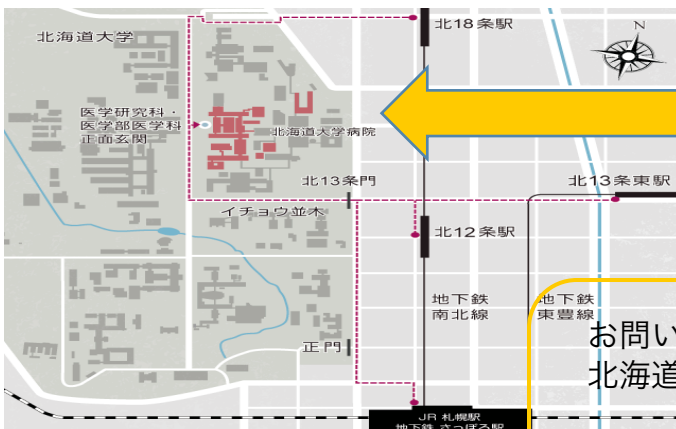 北海道大学
北18条駅
N
医学研究科・
医学部医学科
正面玄関
北海道大学病院
北13条門
北13条東駅
イチョウ並木
北12条駅
地下鉄
南北線
地下鉄
東豊線
正門
お問い
北海道
JR 札幌駅
地下鉄 さっぽろ駅